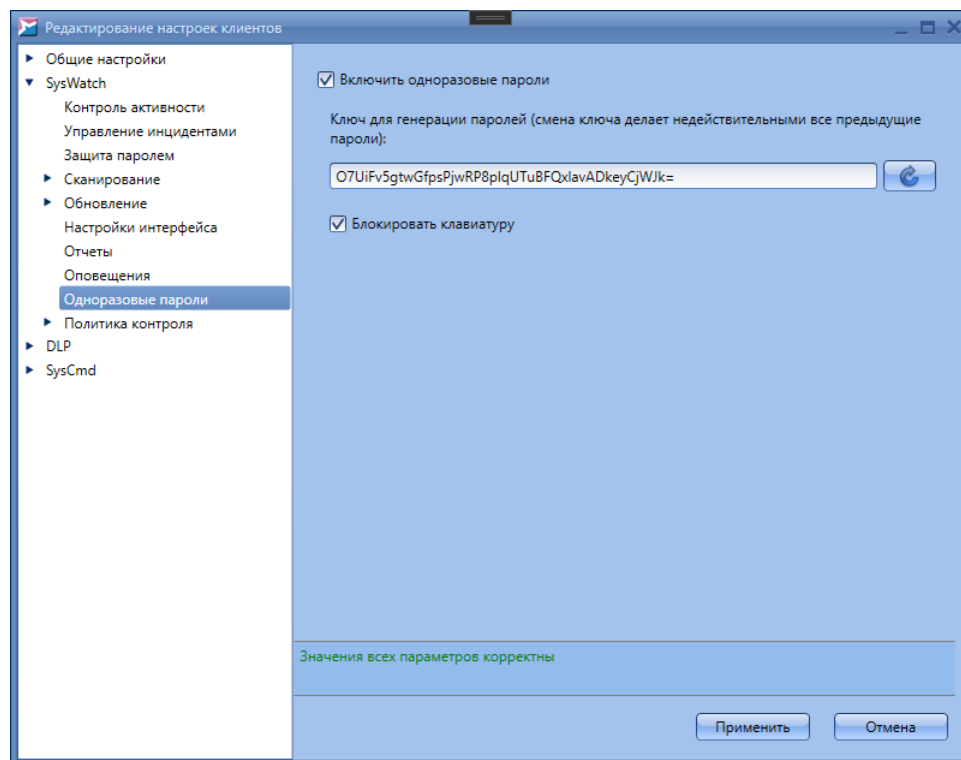 Редактирование настроек клиентов
Общие настройки
SysWatch
Контроль активности
Управление инцидентами
Защита паролем
Сканирование
Обновление
Настройки интерфейса
Отчеты
Оповещения
Одноразовые пароли
Политика контроля
DLP
SysCmd
Включить одноразовые пароли
Ключ для генерации паролей (смена ключа делает недействительными все предыдущие
пароли):
O7UiFv5gtwGfpsPjwRP8plqUTuBFQxlavADkeyCjWJk=
Блокировать клавиатуру
Значения всех параметров корректны
Применить
Отмена